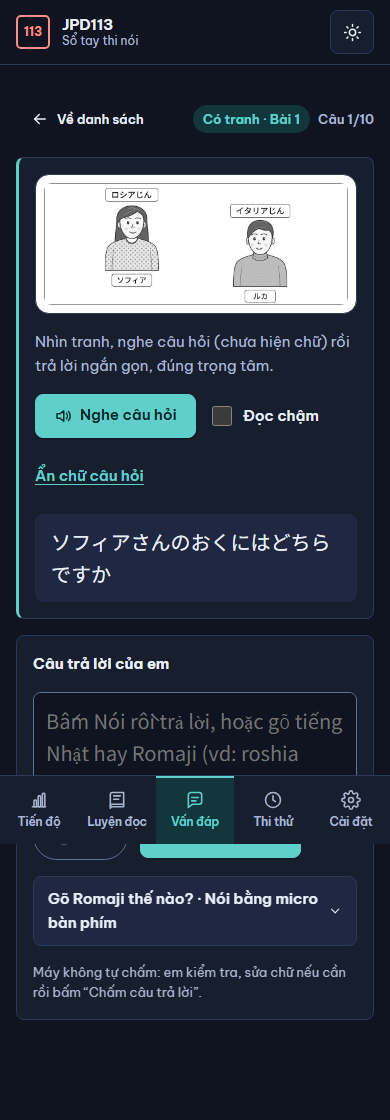 113
JPD113
Sổ tay thi nói
Về danh sách
Có tranh · Bài 1
Câu 1/10
ロシアじん
イタリアじん
ソフィア
ルカ
Nhìn tranh, nghe câu hỏi (chưa hiện chữ) rồi
trả lời ngắn gọn, đúng trọng tâm.
Nghe câu hỏi
Đọc chậm
Ẩn chữ câu hỏi
ソフィアさんのおくにはどちら
ですか
Câu trả lời của em
Bấm Nói rồi trả lời, hoặc gõ tiếng
Nhật hay Romaji (vd: roshia
Tiến độ
Luyện đọc
Vấn đáp
Thi thử
Cài đặt
Gõ Romaji thế nào? · Nói bằng micro
bàn phím
Máy không tự chấm: em kiểm tra, sửa chữ nếu cần
rồi bấm “Chấm câu trả lời”.